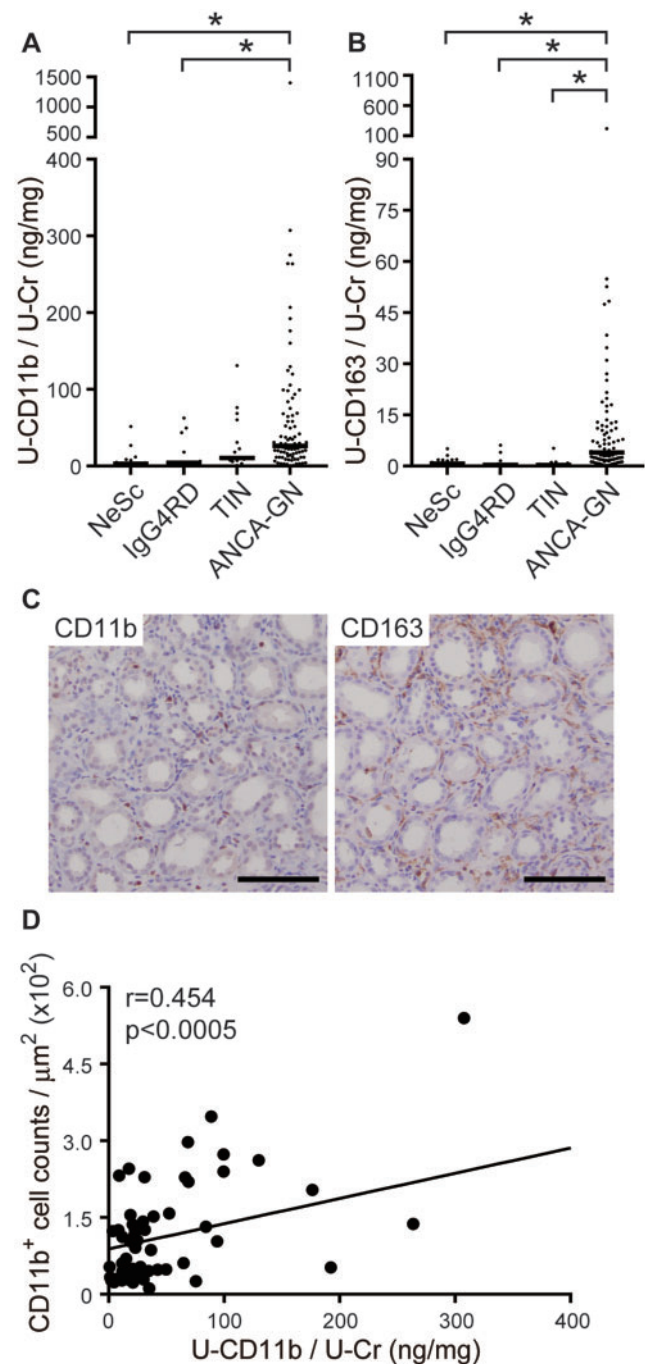 A
*
*
U-CD11b / U-Cr (ng/mg)
1500
1000
500
400
300
200
100
0
NeSc
IgG4RD
TIN
ANCA-GN
B
*
*
*
U-CD163 / U-Cr (ng/mg)
1100
600
100
90
75
60
45
30
15
0
NeSc
IgG4RD
TIN
ANCA-GN
C
CD11b
CD163
D
r=0.454
p<0.0005
CD11b⁺ cell counts / μm² (x10²)
6.0
4.5
3.0
1.5
0
0 100 200 300 400
U-CD11b / U-Cr (ng/mg)